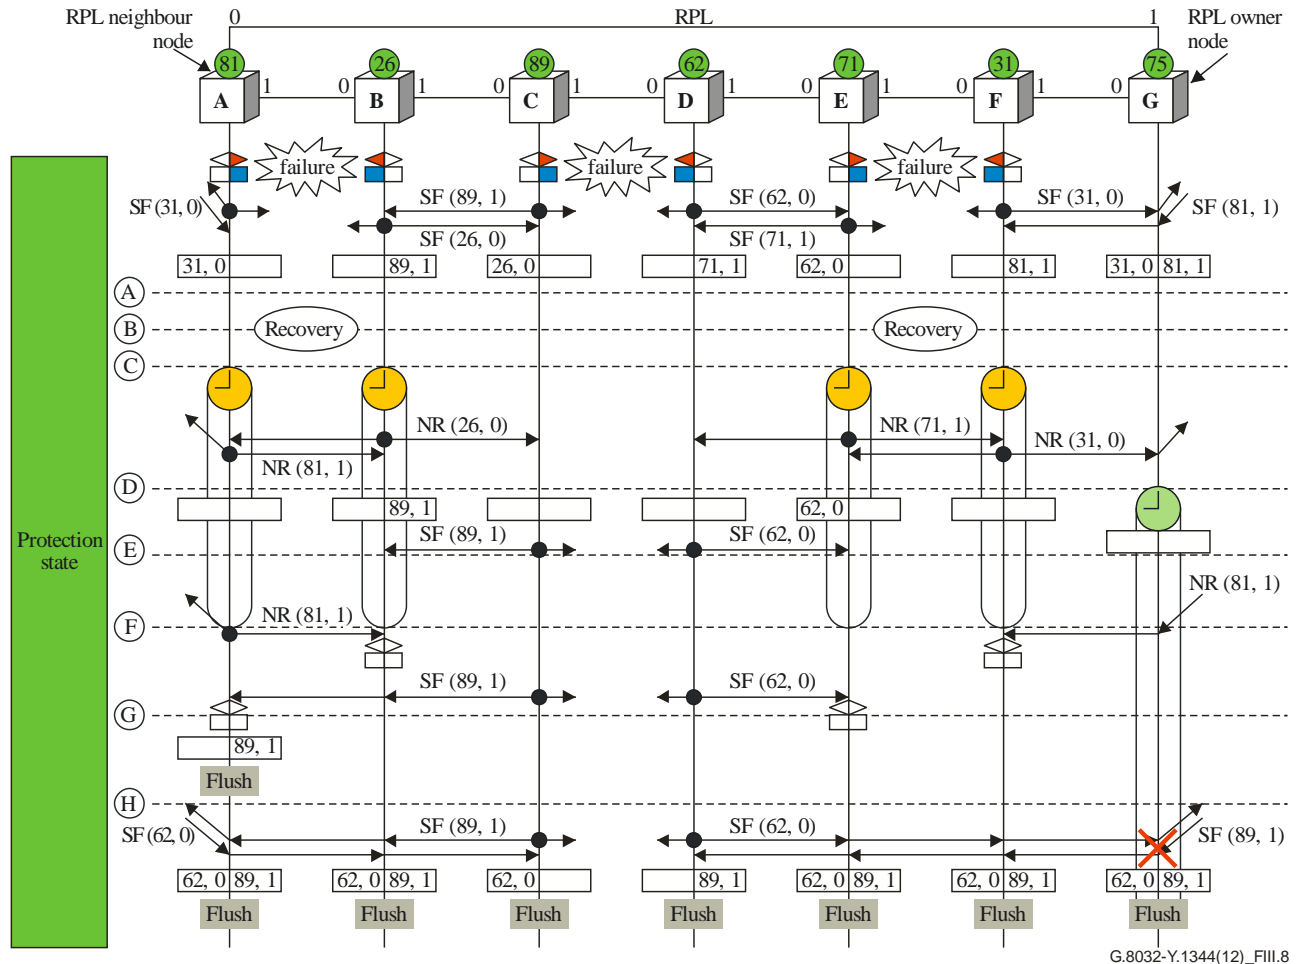 RPL neighbour
node
0
RPL
1
RPL owner
node
81
26
89
62
71
31
75
A
1
0
B
1
0
C
1
0
D
1
0
E
1
0
F
1
0
G
failure
failure
failure
SF (31, 0)
SF (89, 1)
SF (62, 0)
SF (31, 0)
SF (81, 1)
SF (26, 0)
SF (71, 1)
31, 0
89, 1
26, 0
71, 1
62, 0
81, 1
31, 0 81, 1
A
B
Recovery
Recovery
C
NR (26, 0)
NR (71, 1)
NR (31, 0)
NR (81, 1)
D
89, 1
62, 0
Protection
state
SF (89, 1)
SF (62, 0)
E
NR (81, 1)
NR (81, 1)
F
SF (89, 1)
SF (62, 0)
G
89, 1
Flush
H
SF (62, 0)
SF (89, 1)
SF (62, 0)
SF (89, 1)
62, 0 89, 1
62, 0 89, 1
62, 0
89, 1
62, 0 89, 1
62, 0 89, 1
62, 0 89, 1
Flush
Flush
Flush
Flush
Flush
Flush
Flush
G.8032-Y.1344(12)_FIII.8